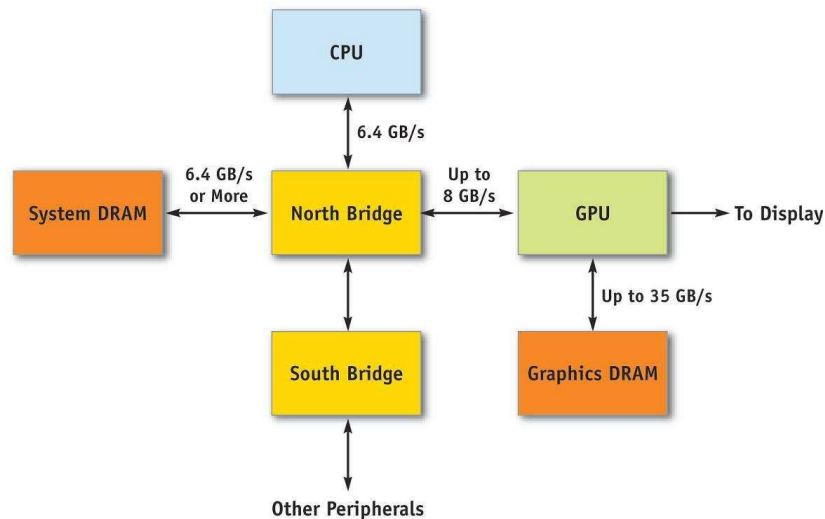 CPU
6.4 GB/s
6.4 GB/s
or More
Up to
8 GB/s
System DRAM
North Bridge
GPU
To Display
Up to 35 GB/s
South Bridge
Graphics DRAM
Other Peripherals